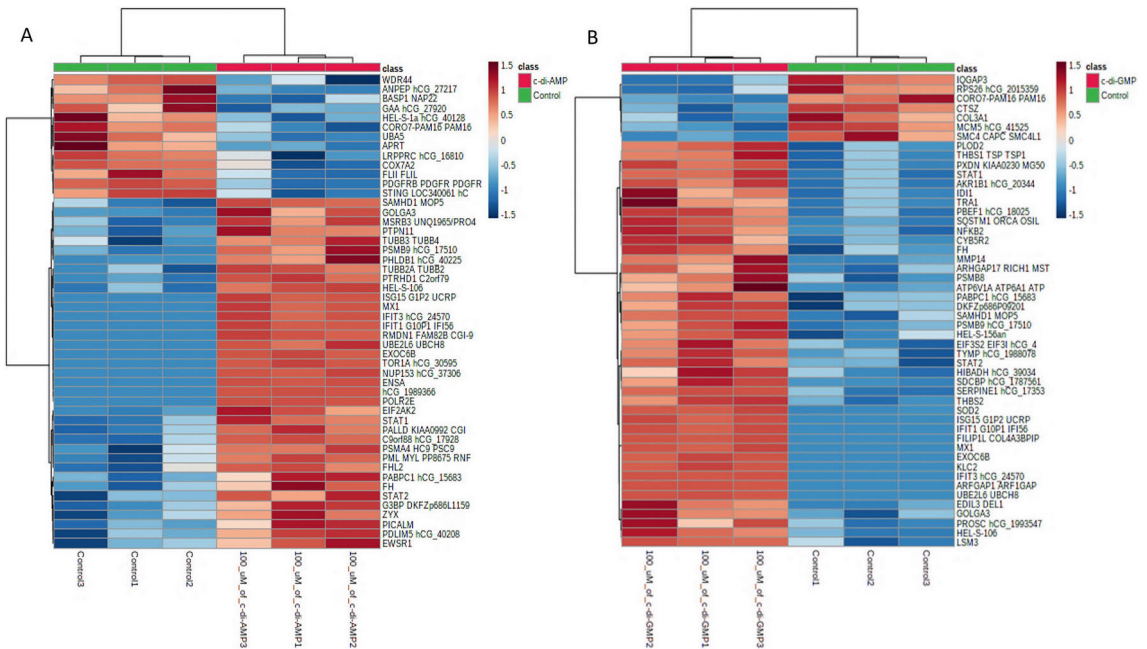 A
class
WDR44
ANPEP hCG_27217
BASP1 NAP22
GAA hCG_27920
HEL-S-1a hCG_40128
CORO7-PAM16 PAM16
UBA5
APRT
LRPPRC hCG_16810
COX7A2
FLII FLIL
PDGFRB PDGFR PDGFR
STING LOC340061 hC
SAMHD1 MOP5
GOLGA3
MSRB3 UNQ1965/PRO4
PTPN11
TUBB3 TUBB4
PSMB9 hCG_17510
PHLDB1 hCG_40225
TUBB2A TUBB2
PTRHD1 C2orf79
HEL-S-106
ISG15 G1P2 UCRP
MX1
IFIT3 hCG_24570
IFIT1 G10P1 IFI56
RMDN1 FAM82B CGI-9
UBE2L6 UBCH8
EXOC6B
TOR1A hCG_30595
NUP153 hCG_37306
ENSA
hCG_1989366
POLR2E
EIF2AK2
STAT1
PALLD KIAA0992 CGI
C9orf88 hCG_17928
PSMA4 HC9 PSC9
PML MYL PP8675 RNF
FHL2
PABPC1 hCG_15683
FH
STAT2
G3BP DKFZp686L1159
ZYX
PICALM
PDLIM5 hCG_40208
EWSR1
Control3
Control1
Control2
100_uM_of_c-di-AMP3
100_uM_of_c-di-AMP1
100_uM_of_c-di-AMP2
1.5
1
0.5
0
-0.5
-1
-1.5
class
c-di-AMP
Control
B
class
IQGAP3
RPS26 hCG_2015359
CORO7-PAM16 PAM16
CTSZ
COL3A1
MCM5 hCG_41525
SMC4 CAPC SMC4L1
PLOD2
THBS1 TSP TSP1
PXDN KIAA0230 MG50
STAT1
AKR1B1 hCG_20344
IDI1
TRA1
PBEF1 hCG_18025
SQSTM1 ORCA OSIL
NFKB2
CYB5R2
FH
MMP14
ARHGAP17 RICH1 MST
PSMB8
ATP6V1A ATP6A1 ATP
PABPC1 hCG_15683
DKFZp686P09201
SAMHD1 MOP5
PSMB9 hCG_17510
HEL-S-156an
EIF3S2 EIF3I hCG_4
TYMP hCG_1988078
STAT2
HIBADH hCG_39034
SDCBP hCG_1787561
SERPINE1 hCG_17353
THBS2
SOD2
ISG15 G1P2 UCRP
IFIT1 G10P1 IFI56
FILIP1L COL4A3BPIP
MX1
EXOC6B
KLC2
IFIT3 hCG_24570
ARFGAP1 ARF1GAP
UBE2L6 UBCH8
EDIL3 DEL1
GOLGA3
PROSC hCG_1993547
HEL-S-106
LSM3
100_uM_of_c-di-GMP2
100_uM_of_c-di-GMP1
100_uM_of_c-di-GMP3
Control1
Control2
Control3
1.5
1
0.5
0
-0.5
-1
-1.5
class
c-di-GMP
Control